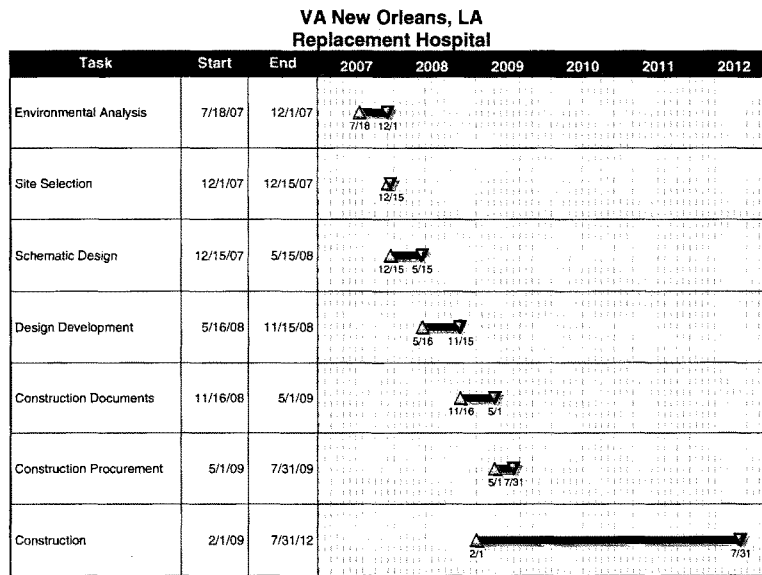 VA New Orleans, LA
Replacement Hospital
Task Start End 2007 2008 2009 2010 2011 2012
Environmental Analysis 7/18/07 12/1/07
7/18 12/1
Site Selection 12/1/07 12/15/07
12/15
Schematic Design 12/15/07 5/15/08
12/15 5/15
Design Development 5/16/08 11/15/08
5/16 11/15
Construction Documents 11/16/08 5/1/09
11/16 5/1
Construction Procurement 5/1/09 7/31/09
5/1 7/31
Construction 2/1/09 7/31/12
2/1 7/31